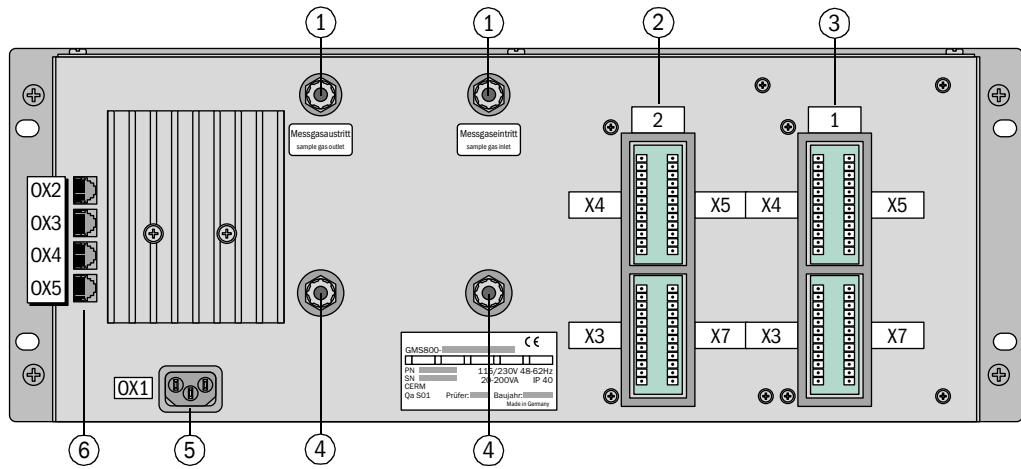 1 1 2 3
2 1
Messgasaustritt
sample gas outlet
Messgaseintritt
sample gas inlet
OX2
OX3
OX4
OX5
X4 X5 X4 X5
X3 X7 X3 X7
GMS800-
PN 115/230V 48-62Hz
SN 20-200VA IP 40
CERM
Qa S01 Prüfer: Baujahr:
Made in Germany
CE
OX1
6 5 4 4